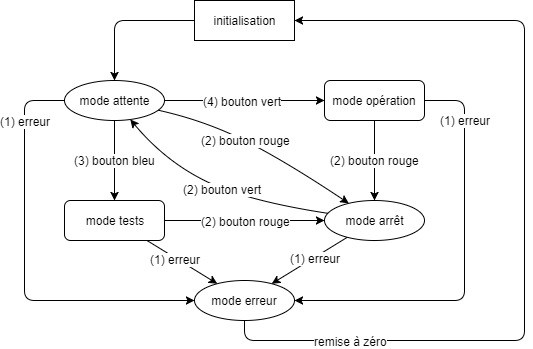 initialisation
mode attente
(4) bouton vert
mode opération
(1) erreur
(1) erreur
(2) bouton rouge
(3) bouton bleu
(2) bouton rouge
(2) bouton vert
mode tests
(2) bouton rouge
mode arrêt
(1) erreur
(1) erreur
mode erreur
remise à zéro